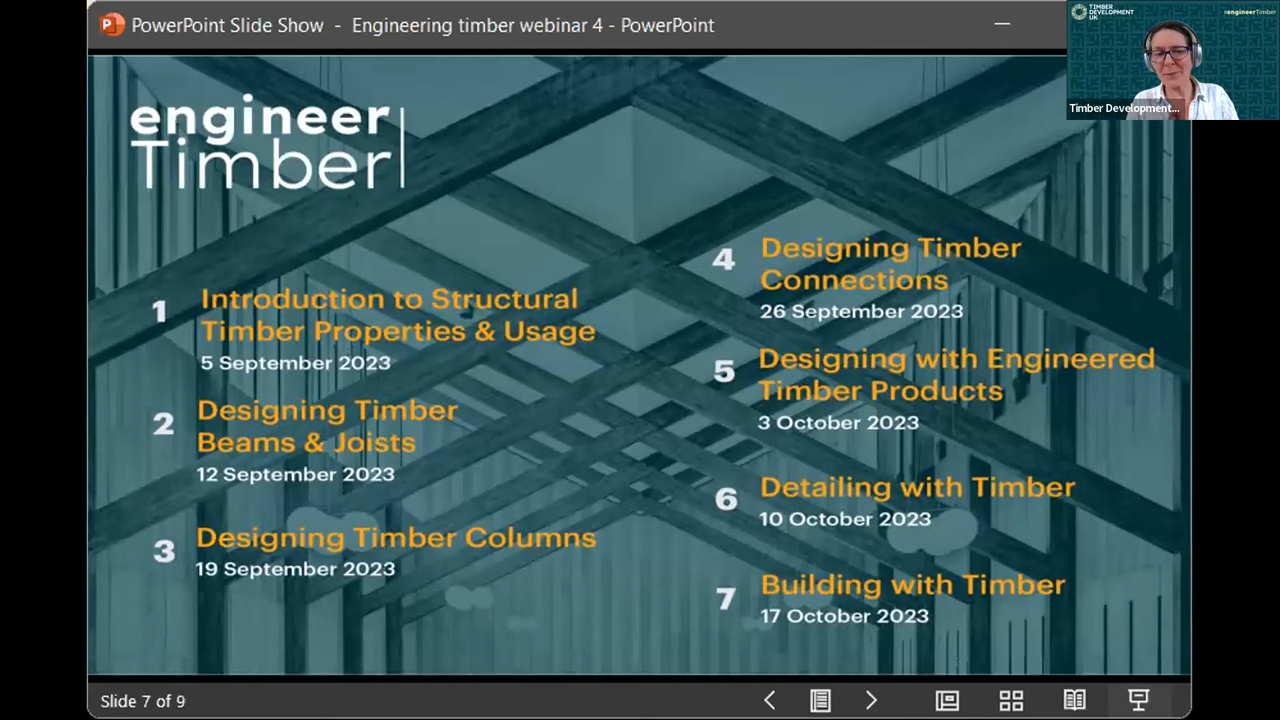 PowerPoint Slide Show - Engineering timber webinar 4 - PowerPoint
TIMBER
DEVELOPMENT
UK
engineerTimber
Timber Development...
engineer
Timber
1
Introduction to Structural
Timber Properties & Usage
5 September 2023
2
Designing Timber
Beams & Joists
12 September 2023
3
Designing Timber Columns
19 September 2023
4
Designing Timber
Connections
26 September 2023
5
Designing with Engineered
Timber Products
3 October 2023
6
Detailing with Timber
10 October 2023
7
Building with Timber
17 October 2023
Slide 7 of 9